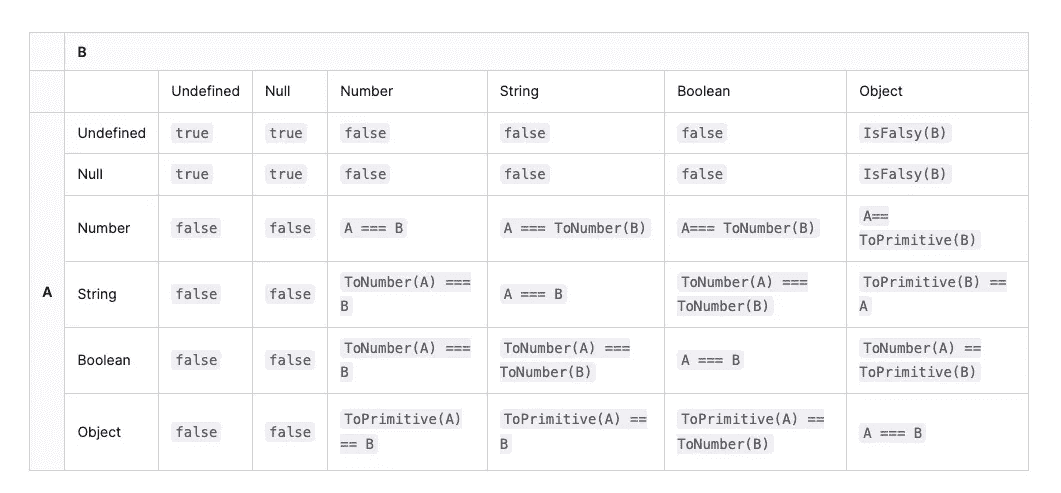 B
Undefined Null Number String Boolean Object
Undefined true true false false false IsFalsy(B)
Null true true false false false IsFalsy(B)
Number false false A === B A === ToNumber(B) A=== ToNumber(B) A==
ToPrimitive(B)
A
String false false ToNumber(A) === A === B ToNumber(A) === ToPrimitive(B) ==
B ToNumber(B) A
Boolean false false ToNumber(A) === ToNumber(A) === A === B ToNumber(A) ==
B ToNumber(B) ToPrimitive(B)
Object false false ToPrimitive(A) ToPrimitive(A) == ToPrimitive(A) == A === B
== B B ToNumber(B)